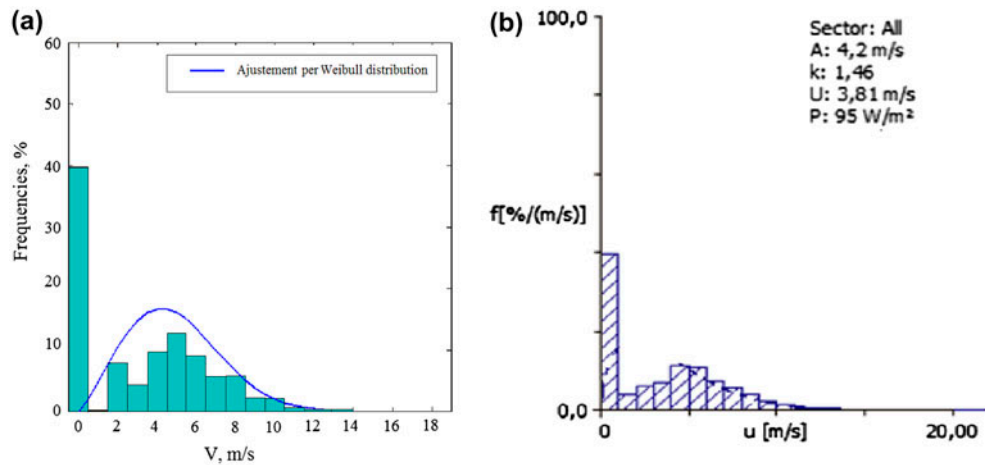 (a)
60
50
40
30
20
10
0
Frequencies, %
Ajustement per Weibull distribution
0 2 4 6 8 10 12 14 16 18
V, m/s
(b)
100,0
Sector: All
A: 4,2 m/s
k: 1,46
U: 3,81 m/s
P: 95 W/m²
f[%/(m/s)]
0,0
0 u [m/s] 20,00